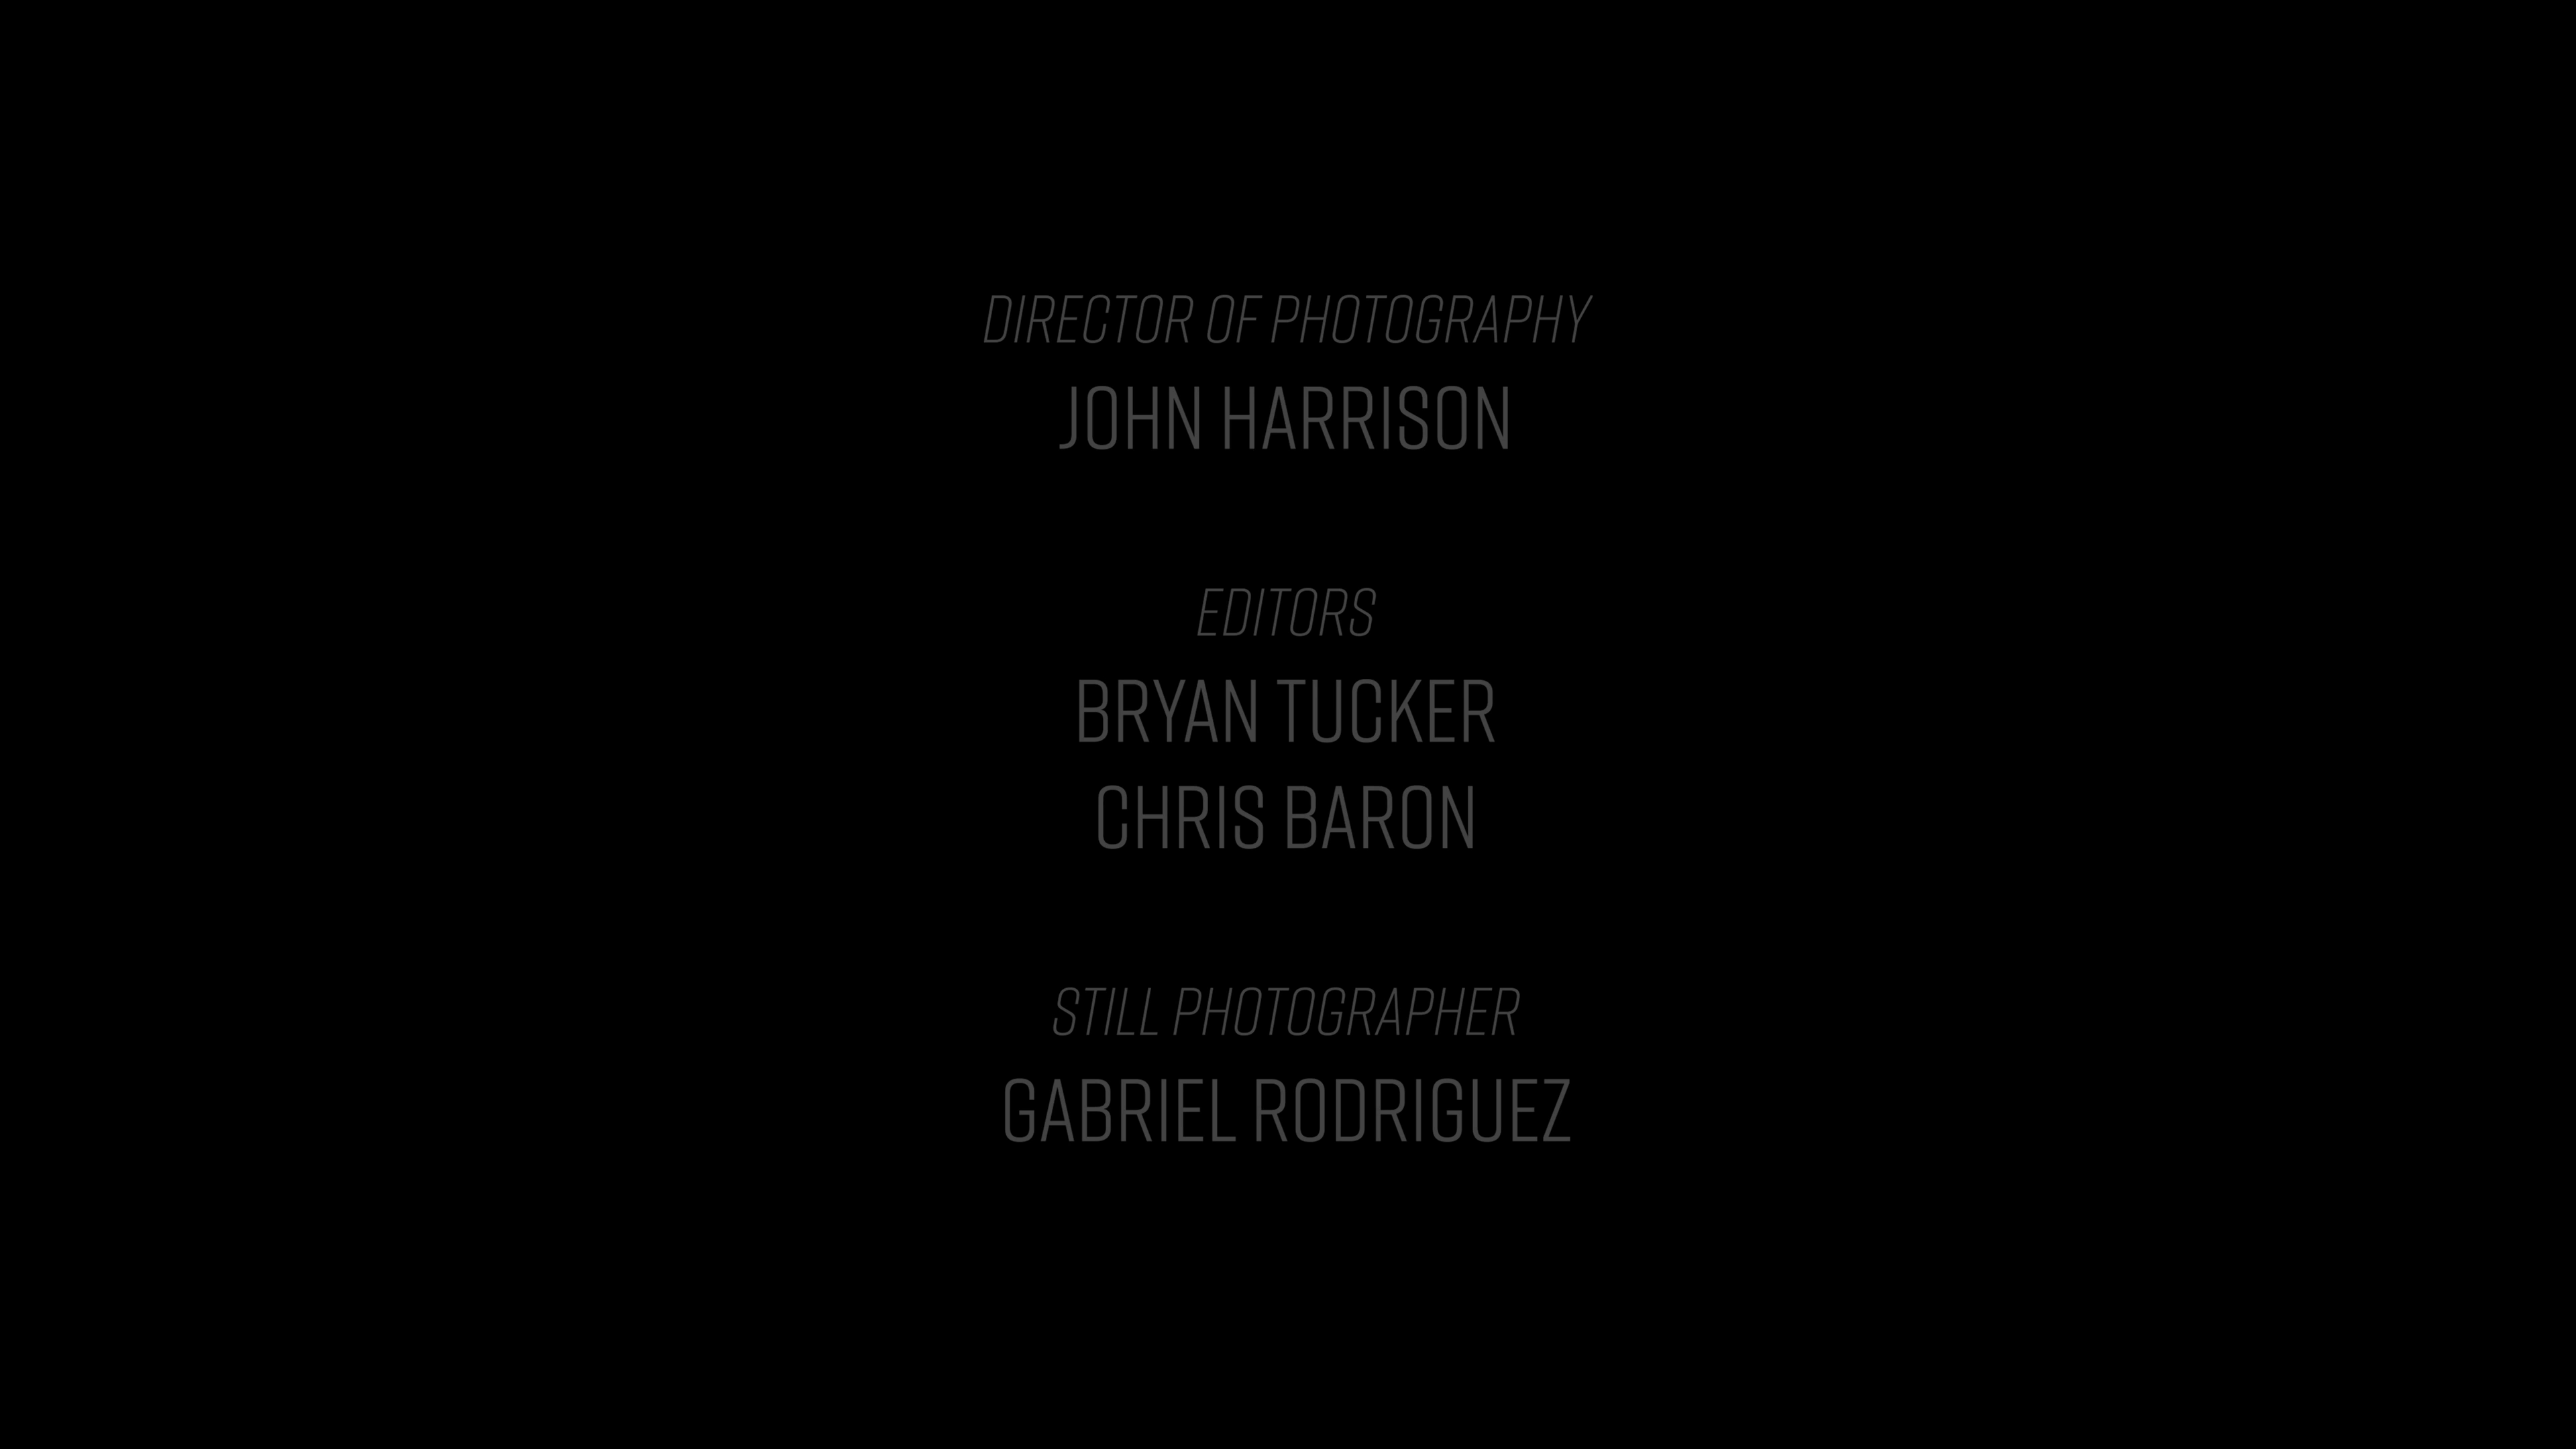 DIRECTOR OF PHOTOGRAPHY
JOHN HARRISON
EDITORS
BRYAN TUCKER
CHRIS BARON
STILL PHOTOGRAPHER
GABRIEL RODRIGUEZ